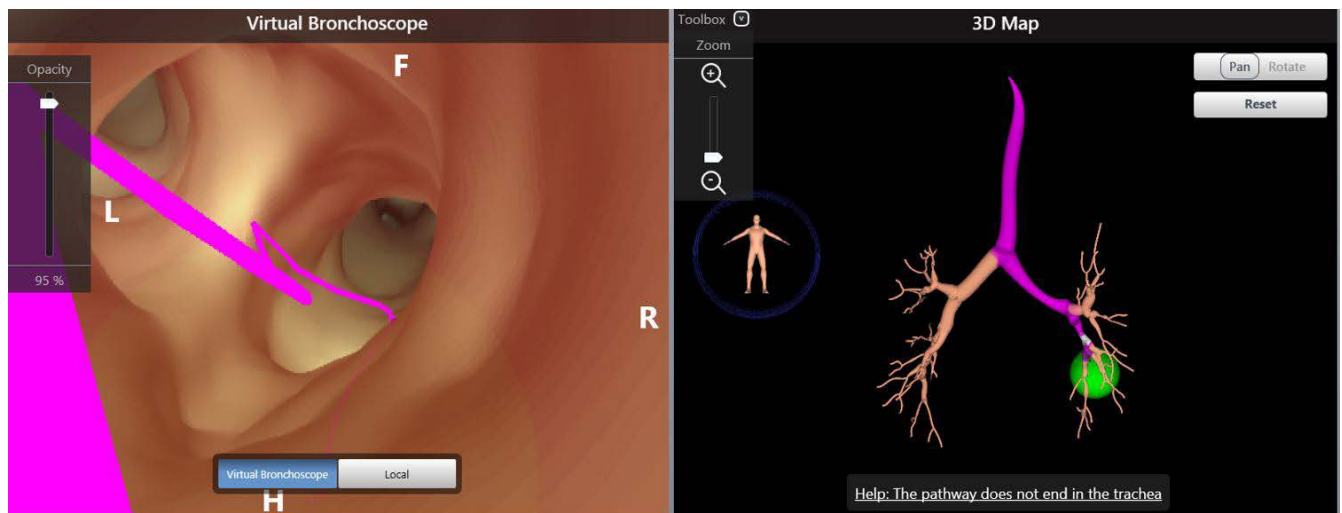 Virtual Bronchoscope
Opacity
F
L
95 %
R
Virtual Bronchoscope
Local
H
Toolbox v
3D Map
Zoom
Pan
Rotate
Reset
Help: The pathway does not end in the trachea